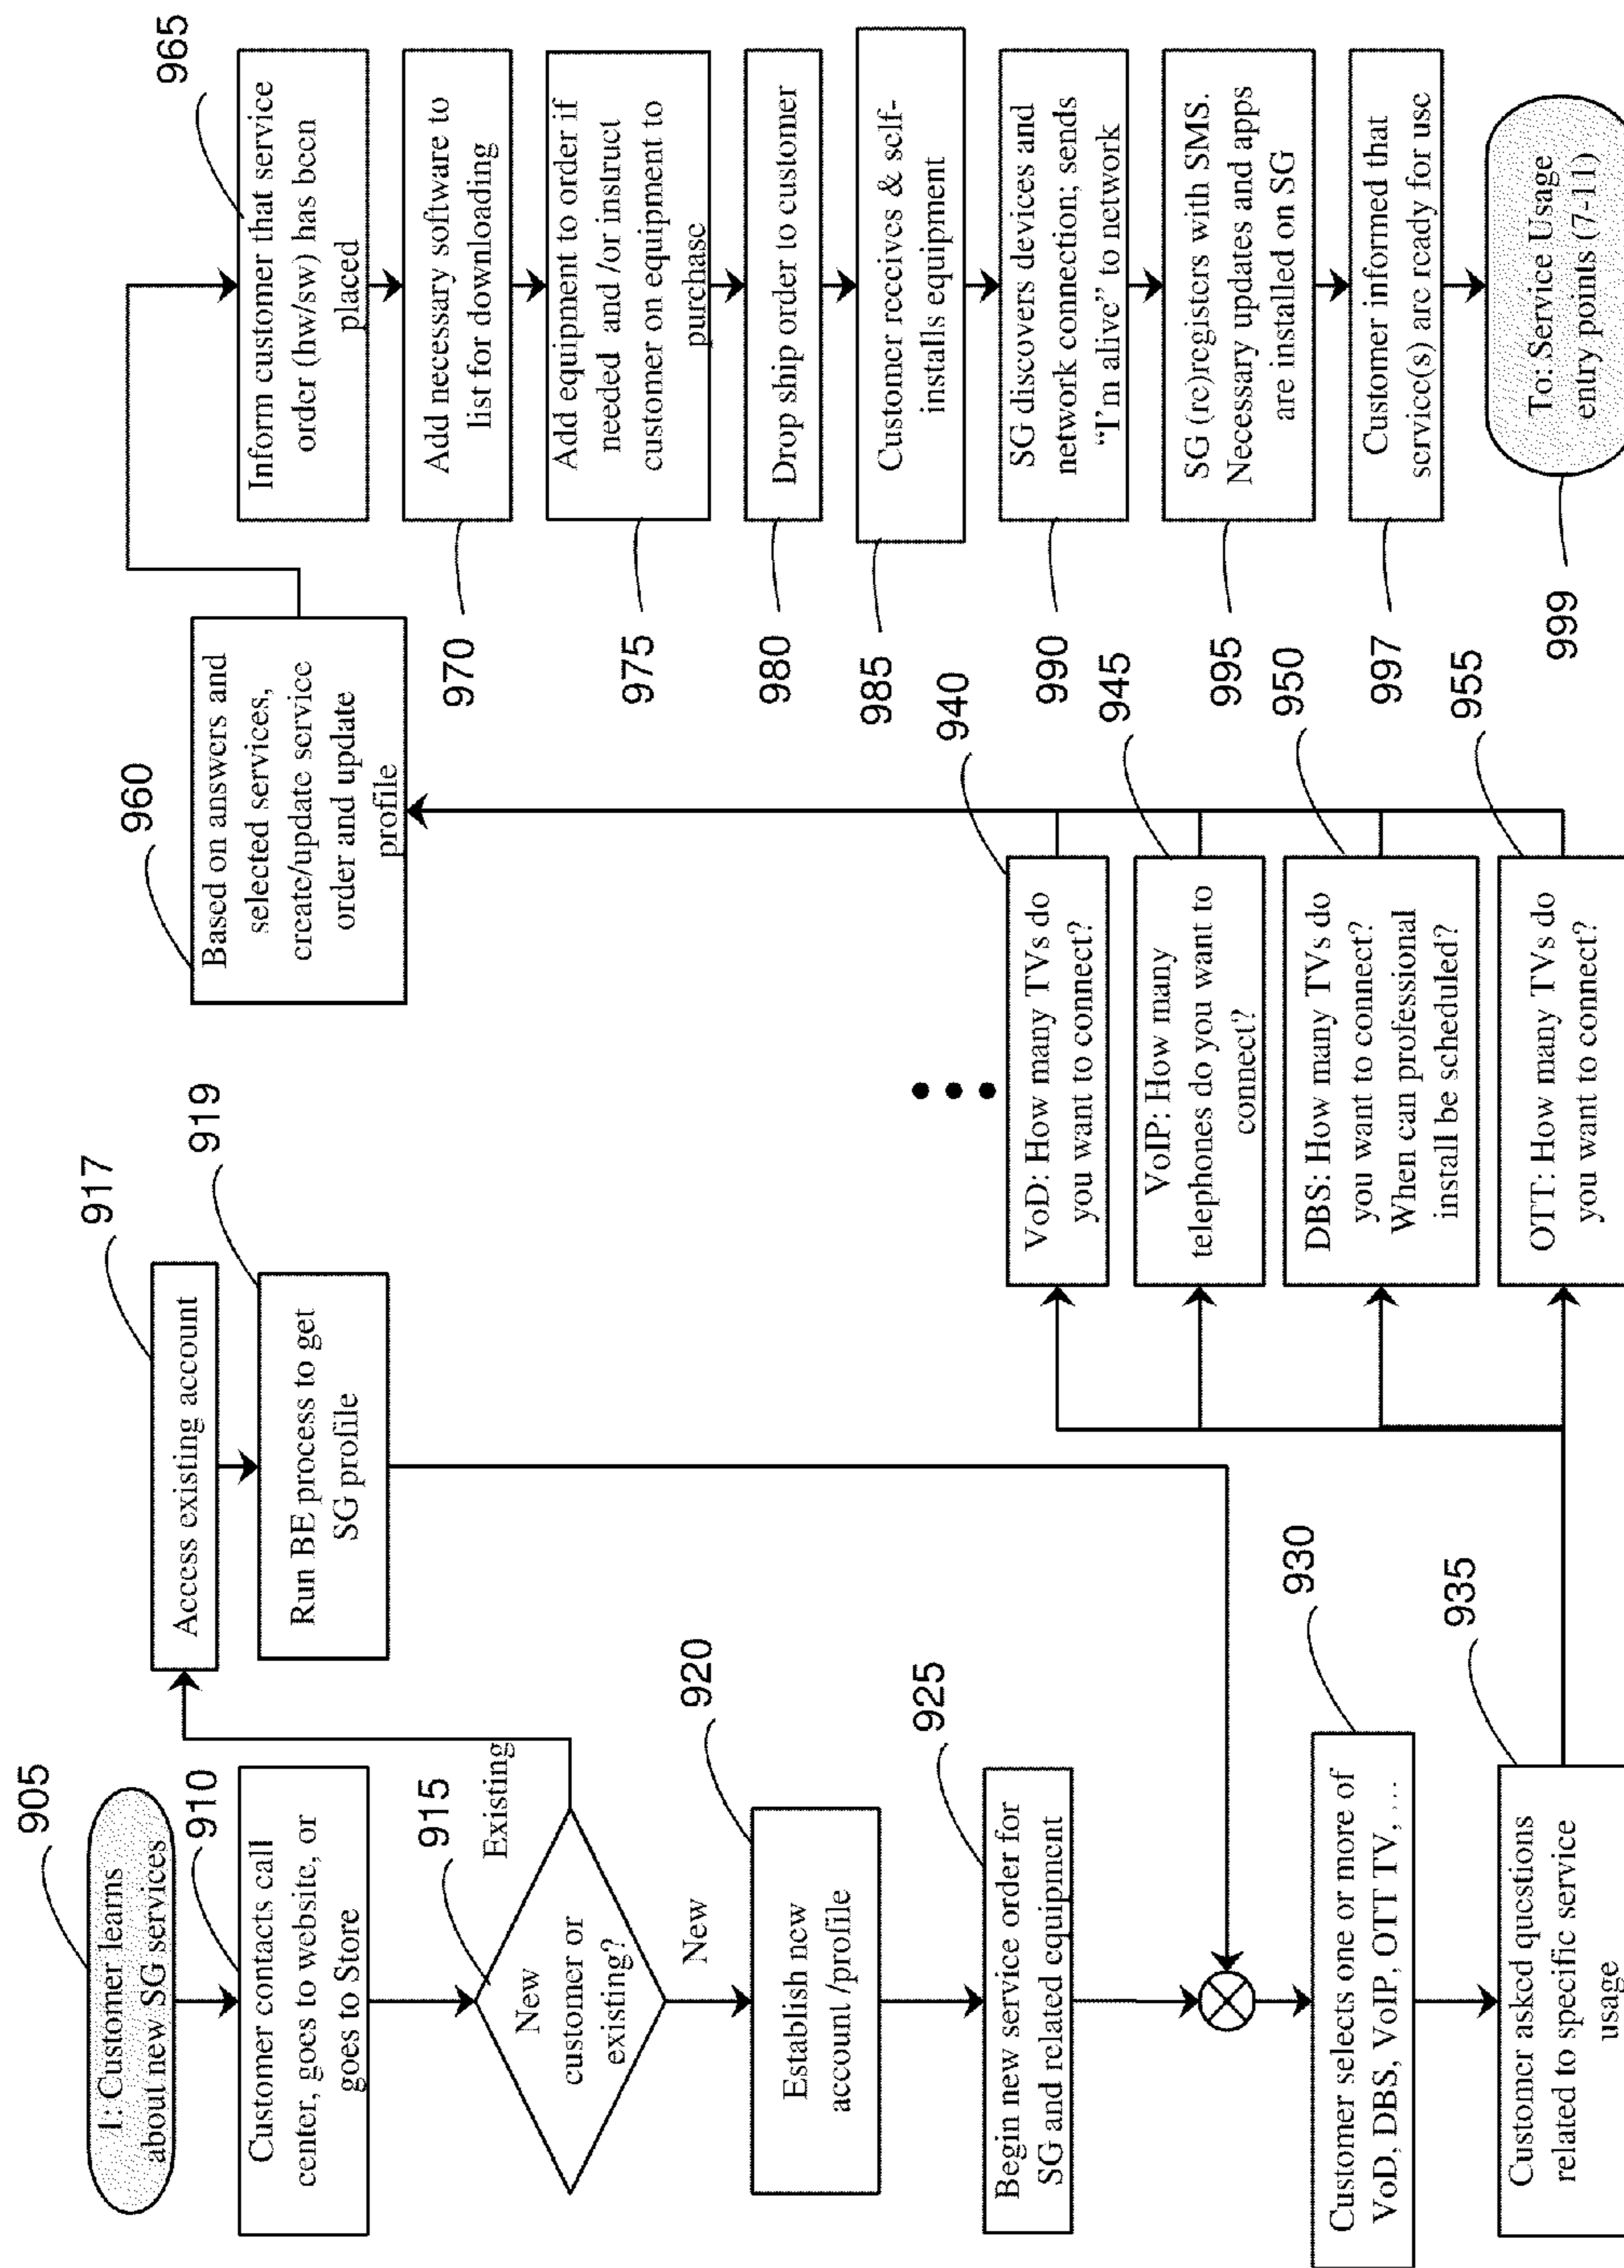 905
1: Customer learns
about new SG services
910
Customer contacts call
center, goes to website, or
goes to Store
915
New
customer or
existing?
Existing
New
917
Access existing account
919
Run BE process to get
SG profile
920
Establish new
account /profile
925
Begin new service order for
SG and related equipment
930
Customer selects one or more of
VoD, DBS, VoIP, OTT TV, ...
935
Customer asked questions
related to specific service
usage
940
VoD: How many TVs do
you want to connect?
945
VoIP: How many
telephones do you want to
connect?
950
DBS: How many TVs do
you want to connect?
When can professional
install be scheduled?
955
OTT: How many TVs do
you want to connect?
960
Based on answers and
selected services,
create/update service
order and update
profile
965
Inform customer that service
order (hw/sw) has been
placed
970
Add necessary software to
list for downloading
975
Add equipment to order if
needed and /or instruct
customer on equipment to
purchase
980
Drop ship order to customer
985
Customer receives & self-
installs equipment
990
SG discovers devices and
network connection; sends
“I’m alive” to network
995
SG (re)registers with SMS.
Necessary updates and apps
are installed on SG
997
Customer informed that
service(s) are ready for use
999
To: Service Usage
entry points (7-11)